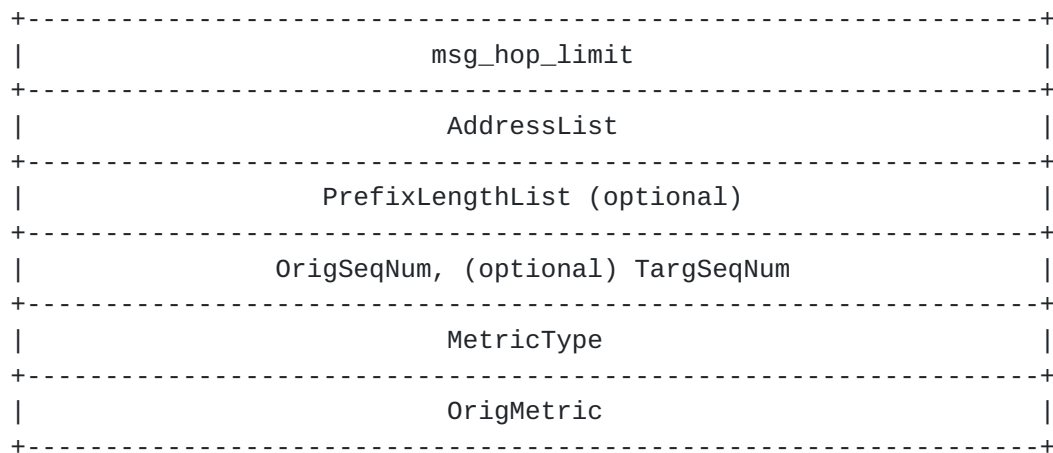 msg_hop_limit
AddressList
PrefixLengthList (optional)
OrigSeqNum, (optional) TargSeqNum
MetricType
OrigMetric